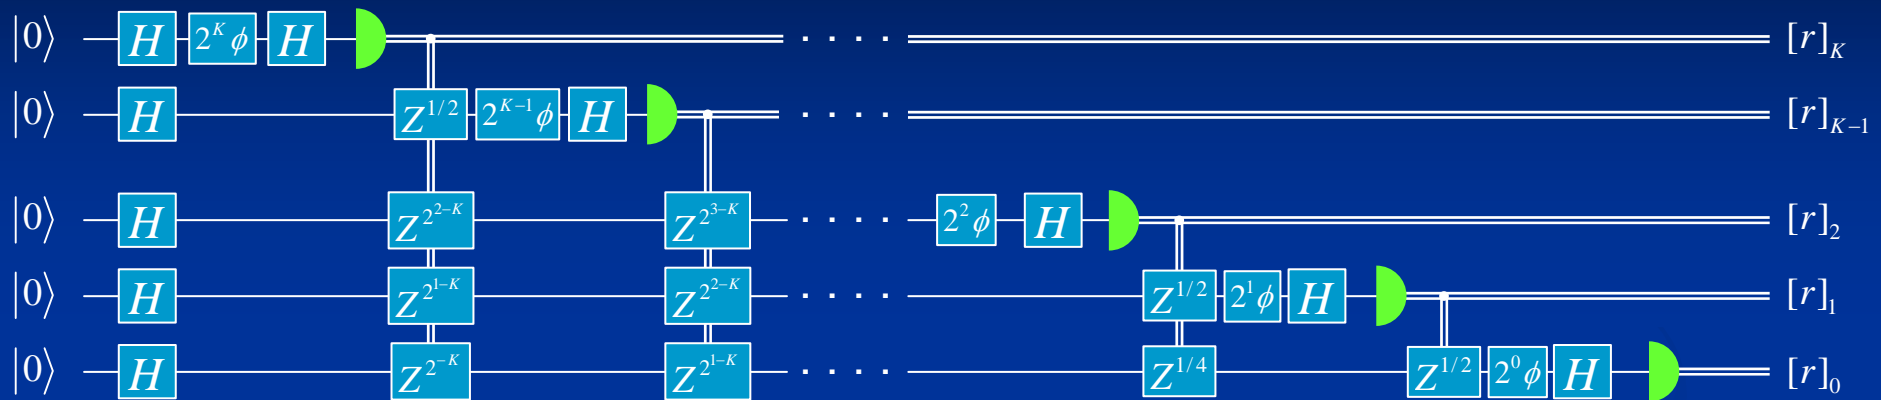 |0⟩ H 2^K ϕ H · · · · [r]_K
|0⟩ H Z^{1/2} 2^{K−1} ϕ H · · · · [r]_{K−1}
|0⟩ H Z^{2^{2−K}} Z^{2^{3−K}} · · · · 2^2 ϕ H [r]_2
|0⟩ H Z^{2^{1−K}} Z^{2^{2−K}} · · · · Z^{1/2} 2^1 ϕ H [r]_1
|0⟩ H Z^{2^{−K}} Z^{2^{1−K}} · · · · Z^{1/4} Z^{1/2} 2^0 ϕ H [r]_0